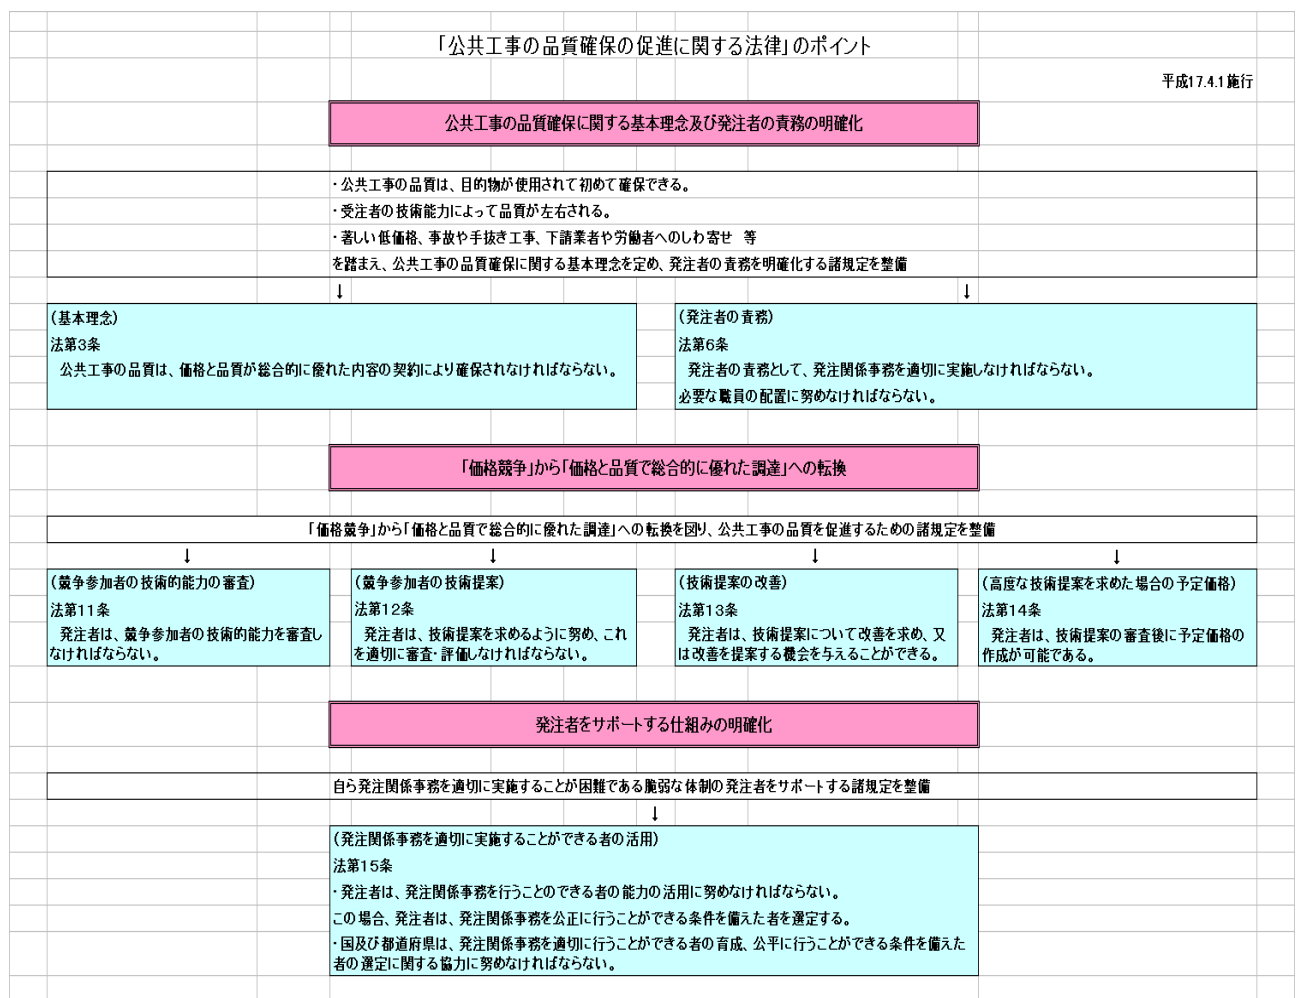 「公共工事の品質確保の促進に関する法律」のポイント
平成17.4.1施行
公共工事の品質確保に関する基本理念及び発注者の責務の明確化
・公共工事の品質は、目的物が使用されて初めて確保できる。
・受注者の技術能力によって品質が左右される。
・著しい低価格、事故や手抜き工事、下請業者や労働者へのしわ寄せ 等
を踏まえ、公共工事の品質確保に関する基本理念を定め、発注者の責務を明確化する諸規定を整備
↓ ↓
(基本理念)
法第3条
公共工事の品質は、価格と品質が総合的に優れた内容の契約により確保されなければならない。
(発注者の責務)
法第6条
発注者の責務として、発注関係事務を適切に実施しなければならない。
必要な職員の配置に努めなければならない。
「価格競争」から「価格と品質で総合的に優れた調達」への転換
「価格競争」から「価格と品質で総合的に優れた調達」への転換を図り、公共工事の品質を促進するための諸規定を整備
↓ ↓ ↓ ↓
(競争参加者の技術的能力の審査)
法第11条
発注者は、競争参加者の技術的能力を審査し
なければならない。
(競争参加者の技術提案)
法第12条
発注者は、技術提案を求めるように努め、これ
を適切に審査・評価しなければならない。
(技術提案の改善)
法第13条
発注者は、技術提案について改善を求め、又
は改善を提案する機会を与えることができる。
(高度な技術提案を求めた場合の予定価格)
法第14条
発注者は、技術提案の審査後に予定価格の
作成が可能である。
発注者をサポートする仕組みの明確化
自ら発注関係事務を適切に実施することが困難である脆弱な体制の発注者をサポートする諸規定を整備
↓
(発注関係事務を適切に実施することができる者の活用)
法第15条
・発注者は、発注関係事務を行うことのできる者の能力の活用に努めなければならない。
この場合、発注者は、発注関係事務を公正に行うことができる条件を備えた者を選定する。
・国及び都道府県は、発注関係事務を適切に行うことができる者の育成、公平に行うことができる条件を備えた
者の選定に関する協力に努めなければならない。